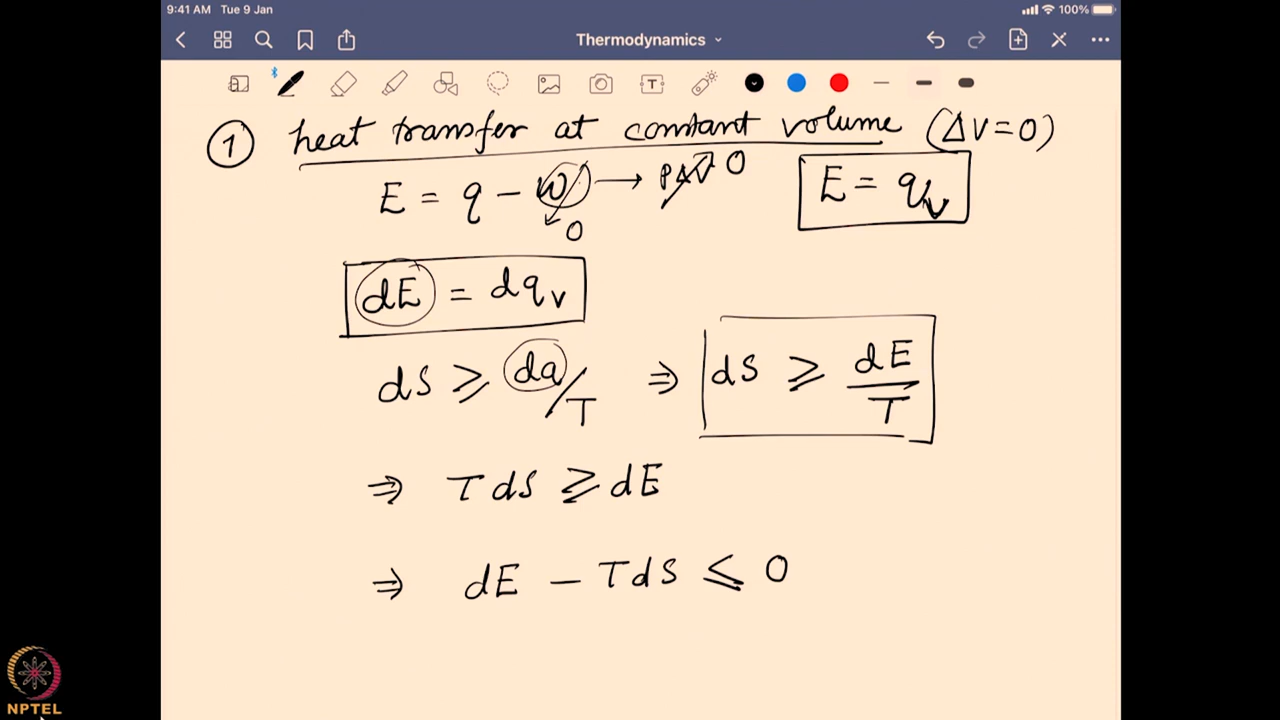 9:41 AM Tue 9 Jan 100%
Thermodynamics
T
① heat transfer at constant volume (ΔV=0)
E = q - w → PΔV 0 E = qᵥ
0
dE = dqᵥ
dS ≥ dq/T ⇒ dS ≥ dE/T
⇒ TdS ≥ dE
⇒ dE - TdS ≤ 0
NPTEL